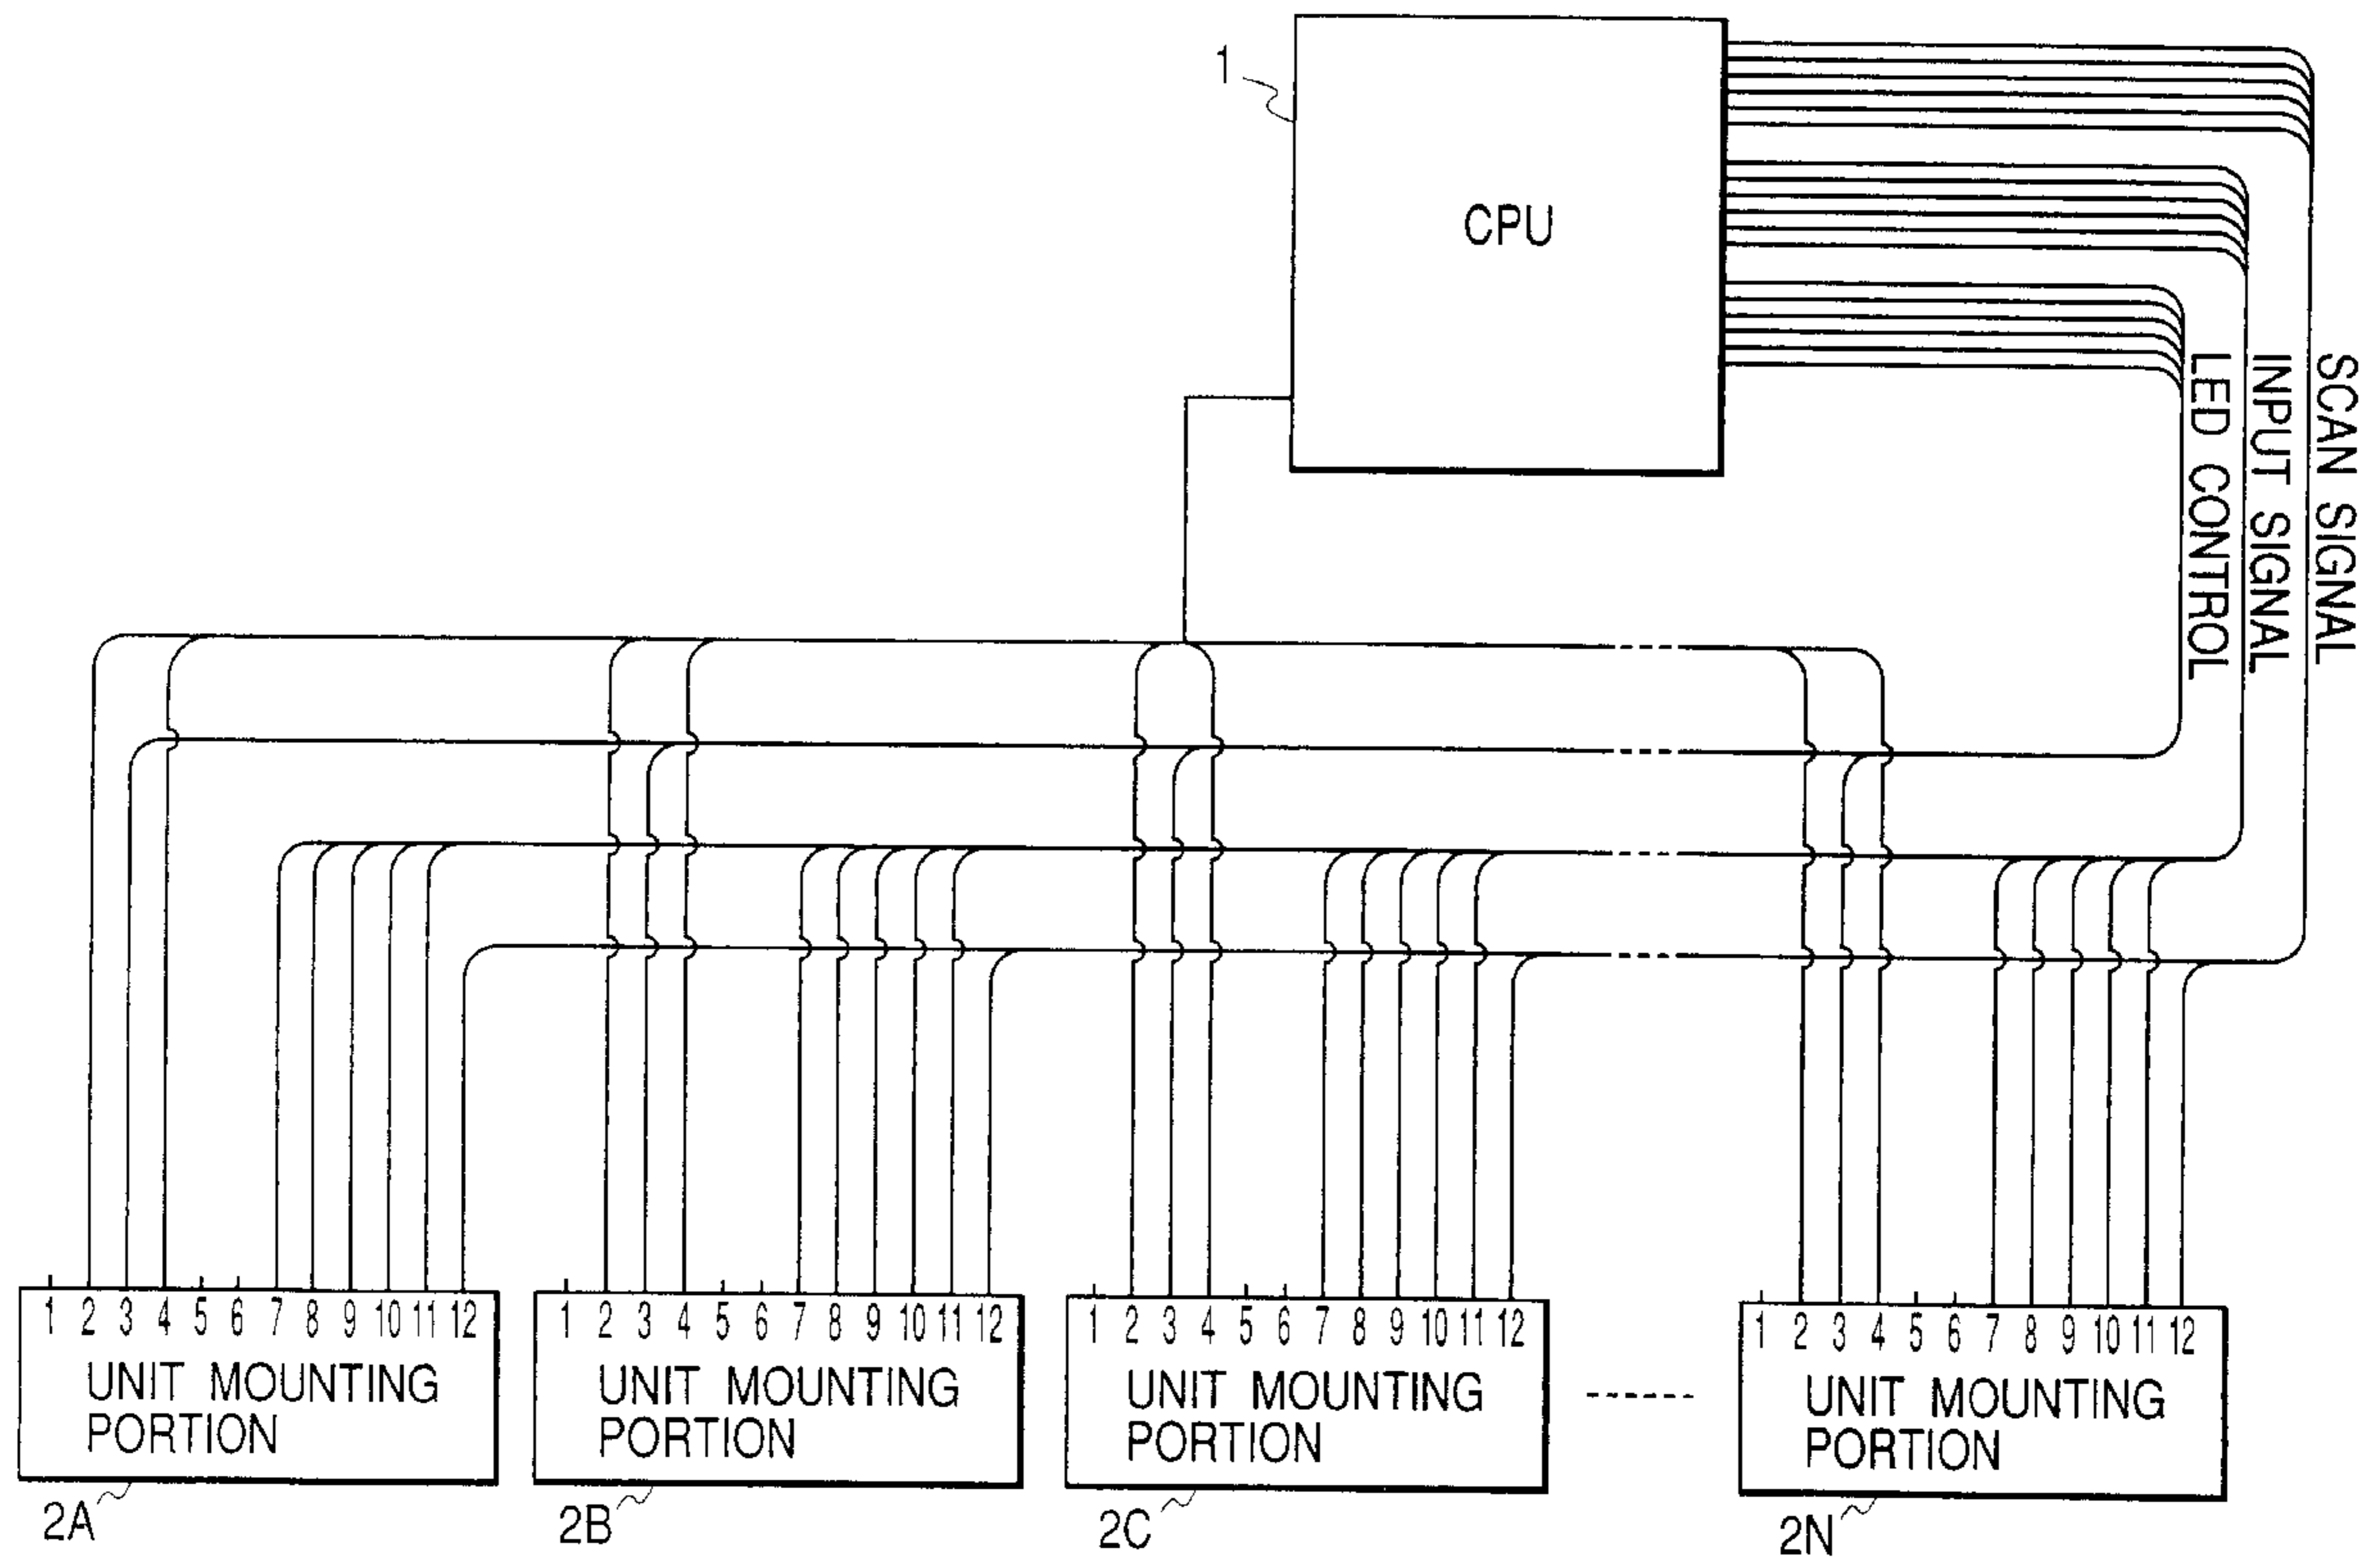 1
CPU
SCAN SIGNAL
INPUT SIGNAL
LED CONTROL
1 2 3 4 5 6 7 8 9 10 11 12
UNIT MOUNTING
PORTION
2A
1 2 3 4 5 6 7 8 9 10 11 12
UNIT MOUNTING
PORTION
2B
1 2 3 4 5 6 7 8 9 10 11 12
UNIT MOUNTING
PORTION
2C
1 2 3 4 5 6 7 8 9 10 11 12
UNIT MOUNTING
PORTION
2N